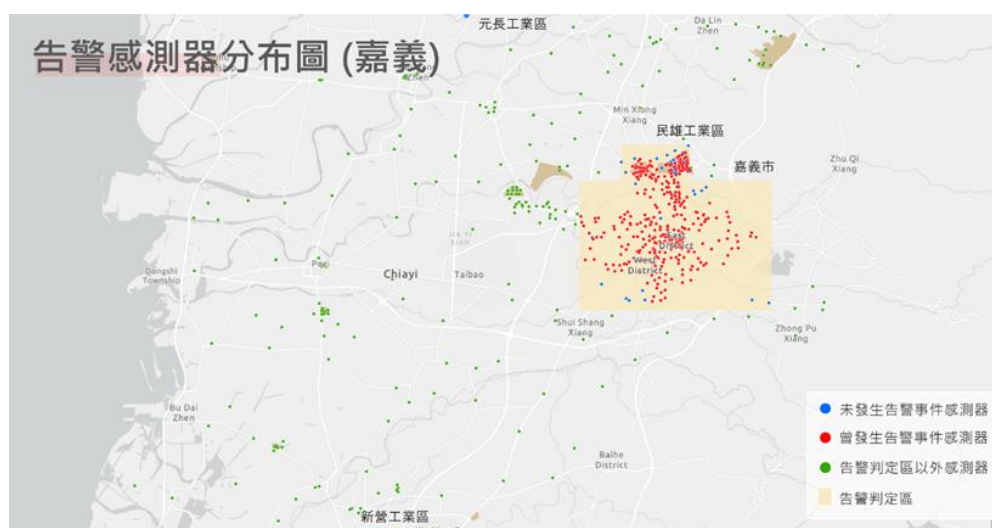 告警感測器分布圖 (嘉義)
元長工業區
Da Lin
Zhen
Zhen
Min Xiong
Xiang
民雄工業區
嘉義市
Zhu Qi
Xiang
East
District
West
District
Dongshi
Township
Chiayi
Taibao
Shui Shang
Xiang
Zhong Pu
Xiang
Bu Dai
Zhen
Baihe
District
新營工業區
未發生告警事件感測器
曾發生告警事件感測器
告警判定區以外感測器
告警判定區